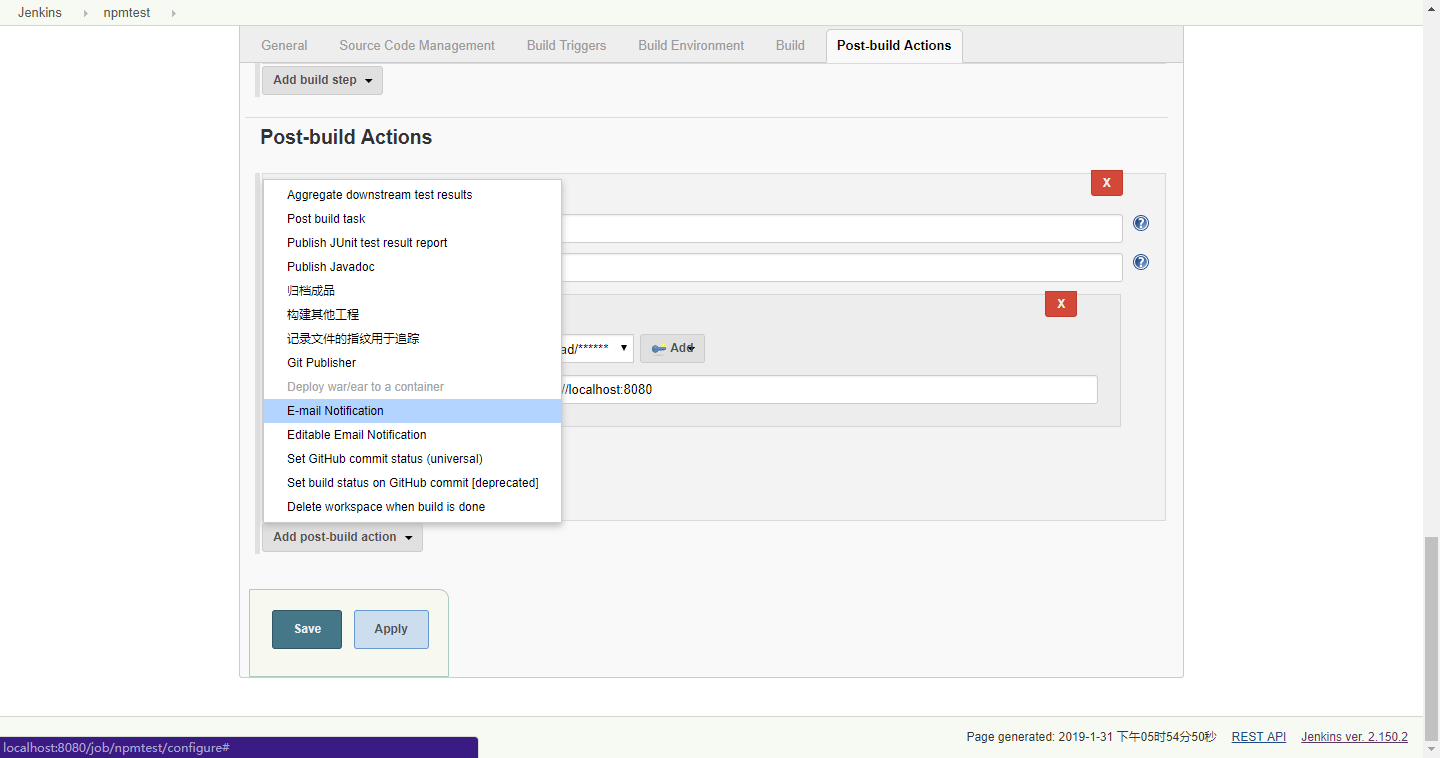 Jenkins npmtest
General Source Code Management Build Triggers Build Environment Build Post-build Actions
Add build step
Post-build Actions
X
Aggregate downstream test results
Post build task
Publish JUnit test result report
Publish Javadoc
归档成品
构建其他工程
记录文件的指纹用于追踪
Git Publisher
Deploy war/ear to a container
E-mail Notification
Editable Email Notification
Set GitHub commit status (universal)
Set build status on GitHub commit [deprecated]
Delete workspace when build is done
?
?
X
ad/****** Add
//localhost:8080
Add post-build action
Save Apply
Page generated: 2019-1-31 下午05时54分50秒 REST API Jenkins ver. 2.150.2
localhost:8080/job/npmtest/configure#